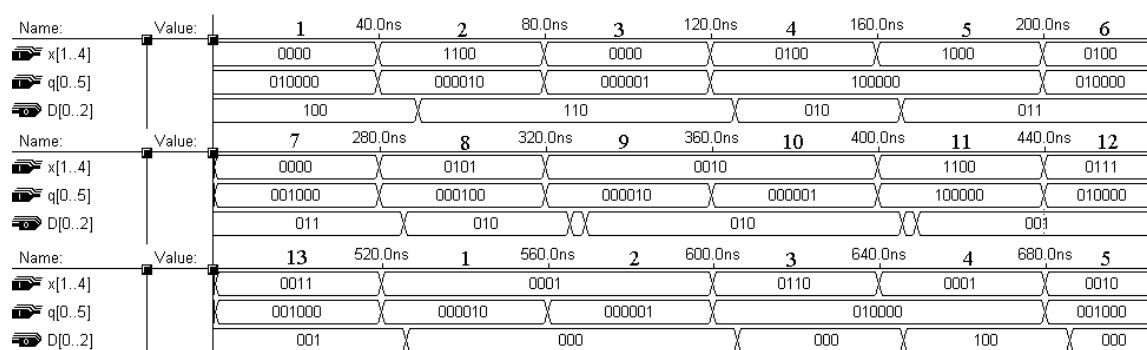 Name: Value: 1 40.0ns 2 80.0ns 3 120.0ns 4 160.0ns 5 200.0ns 6
x[1..4] 0000 1100 0000 0100 1000 0100
q[0..5] 010000 000010 000001 100000 010000
D[0..2] 100 110 010 011
Name: Value: 7 280.0ns 8 320.0ns 9 360.0ns 10 400.0ns 11 440.0ns 12
x[1..4] 0000 0101 0010 1100 0111
q[0..5] 001000 000100 000010 000001 100000 010000
D[0..2] 011 010 010 001
Name: Value: 13 520.0ns 1 560.0ns 2 600.0ns 3 640.0ns 4 680.0ns 5
x[1..4] 0011 0001 0110 0001 0010
q[0..5] 001000 000010 000001 010000 001000
D[0..2] 001 000 000 100 000